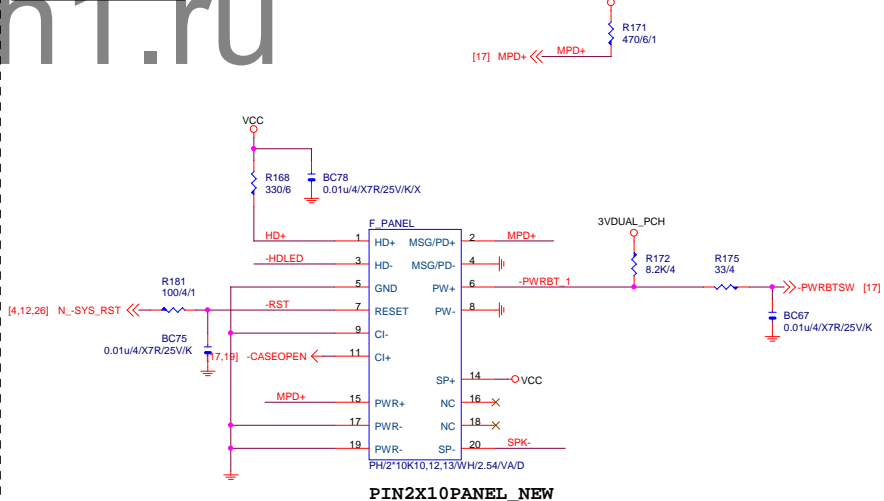 n1.ru
R171
470/6/1
[17] MPD+ MPD+
VCC
R168
330/6
BC78
0.01u/4/X7R/25V/K/X
F_PANEL
HD+ 1 HD+ MSG/PD+ 2 MPD+
-HDLED 3 HD- MSG/PD- 4
5 GND PW+ 6 -PWRBT_1
3VDUAL_PCH
R172
8.2K/4
R175
33/4
-PWRBTSW [17]
BC67
0.01u/4/X7R/25V/K
R181
100/4/1
[4,12,26] N_-SYS_RST -RST 7 RESET PW- 8
BC75
0.01u/4/X7R/25V/K
9 CI-
[17,19] -CASEOPEN 11 CI+
SP+ 14 VCC
MPD+ 15 PWR+ NC 16
17 PWR- NC 18
19 PWR- SP- 20 SPK-
PH/2*10K10,12,13/WH/2.54/VA/D
PIN2X10PANEL_NEW